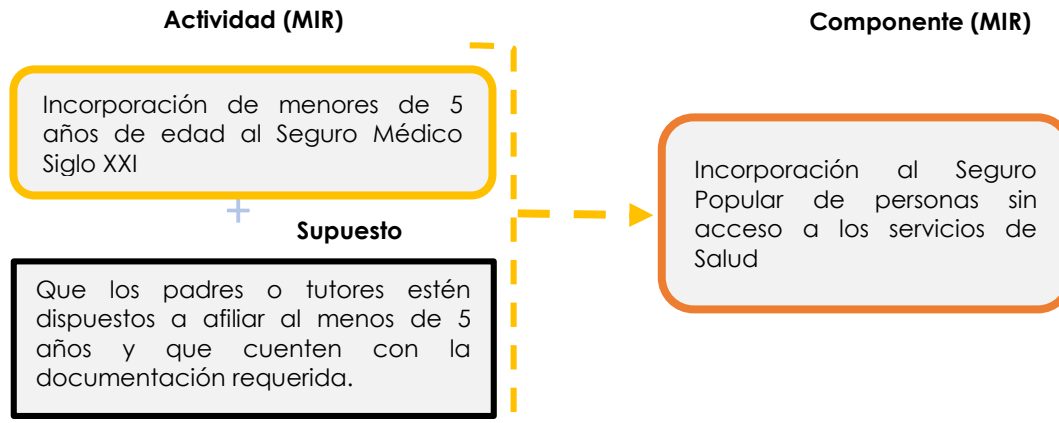 Actividad (MIR)
Incorporación de menores de 5
años de edad al Seguro Médico
Siglo XXI
+
Supuesto
Que los padres o tutores estén
dispuestos a afiliar al menos de 5
años y que cuenten con la
documentación requerida.
Componente (MIR)
Incorporación al Seguro
Popular de personas sin
acceso a los servicios de
Salud